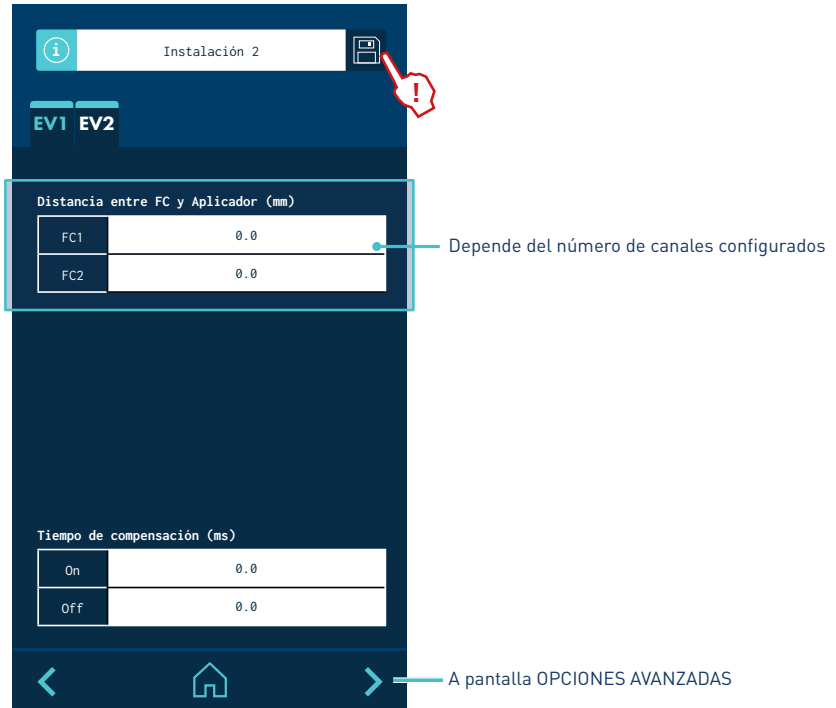 i
Instalación 2
!
EV1 EV2
Distancia entre FC y Aplicador (mm)
FC1 0.0
Depende del número de canales configurados
FC2 0.0
Tiempo de compensación (ms)
On 0.0
Off 0.0
A pantalla OPCIONES AVANZADAS